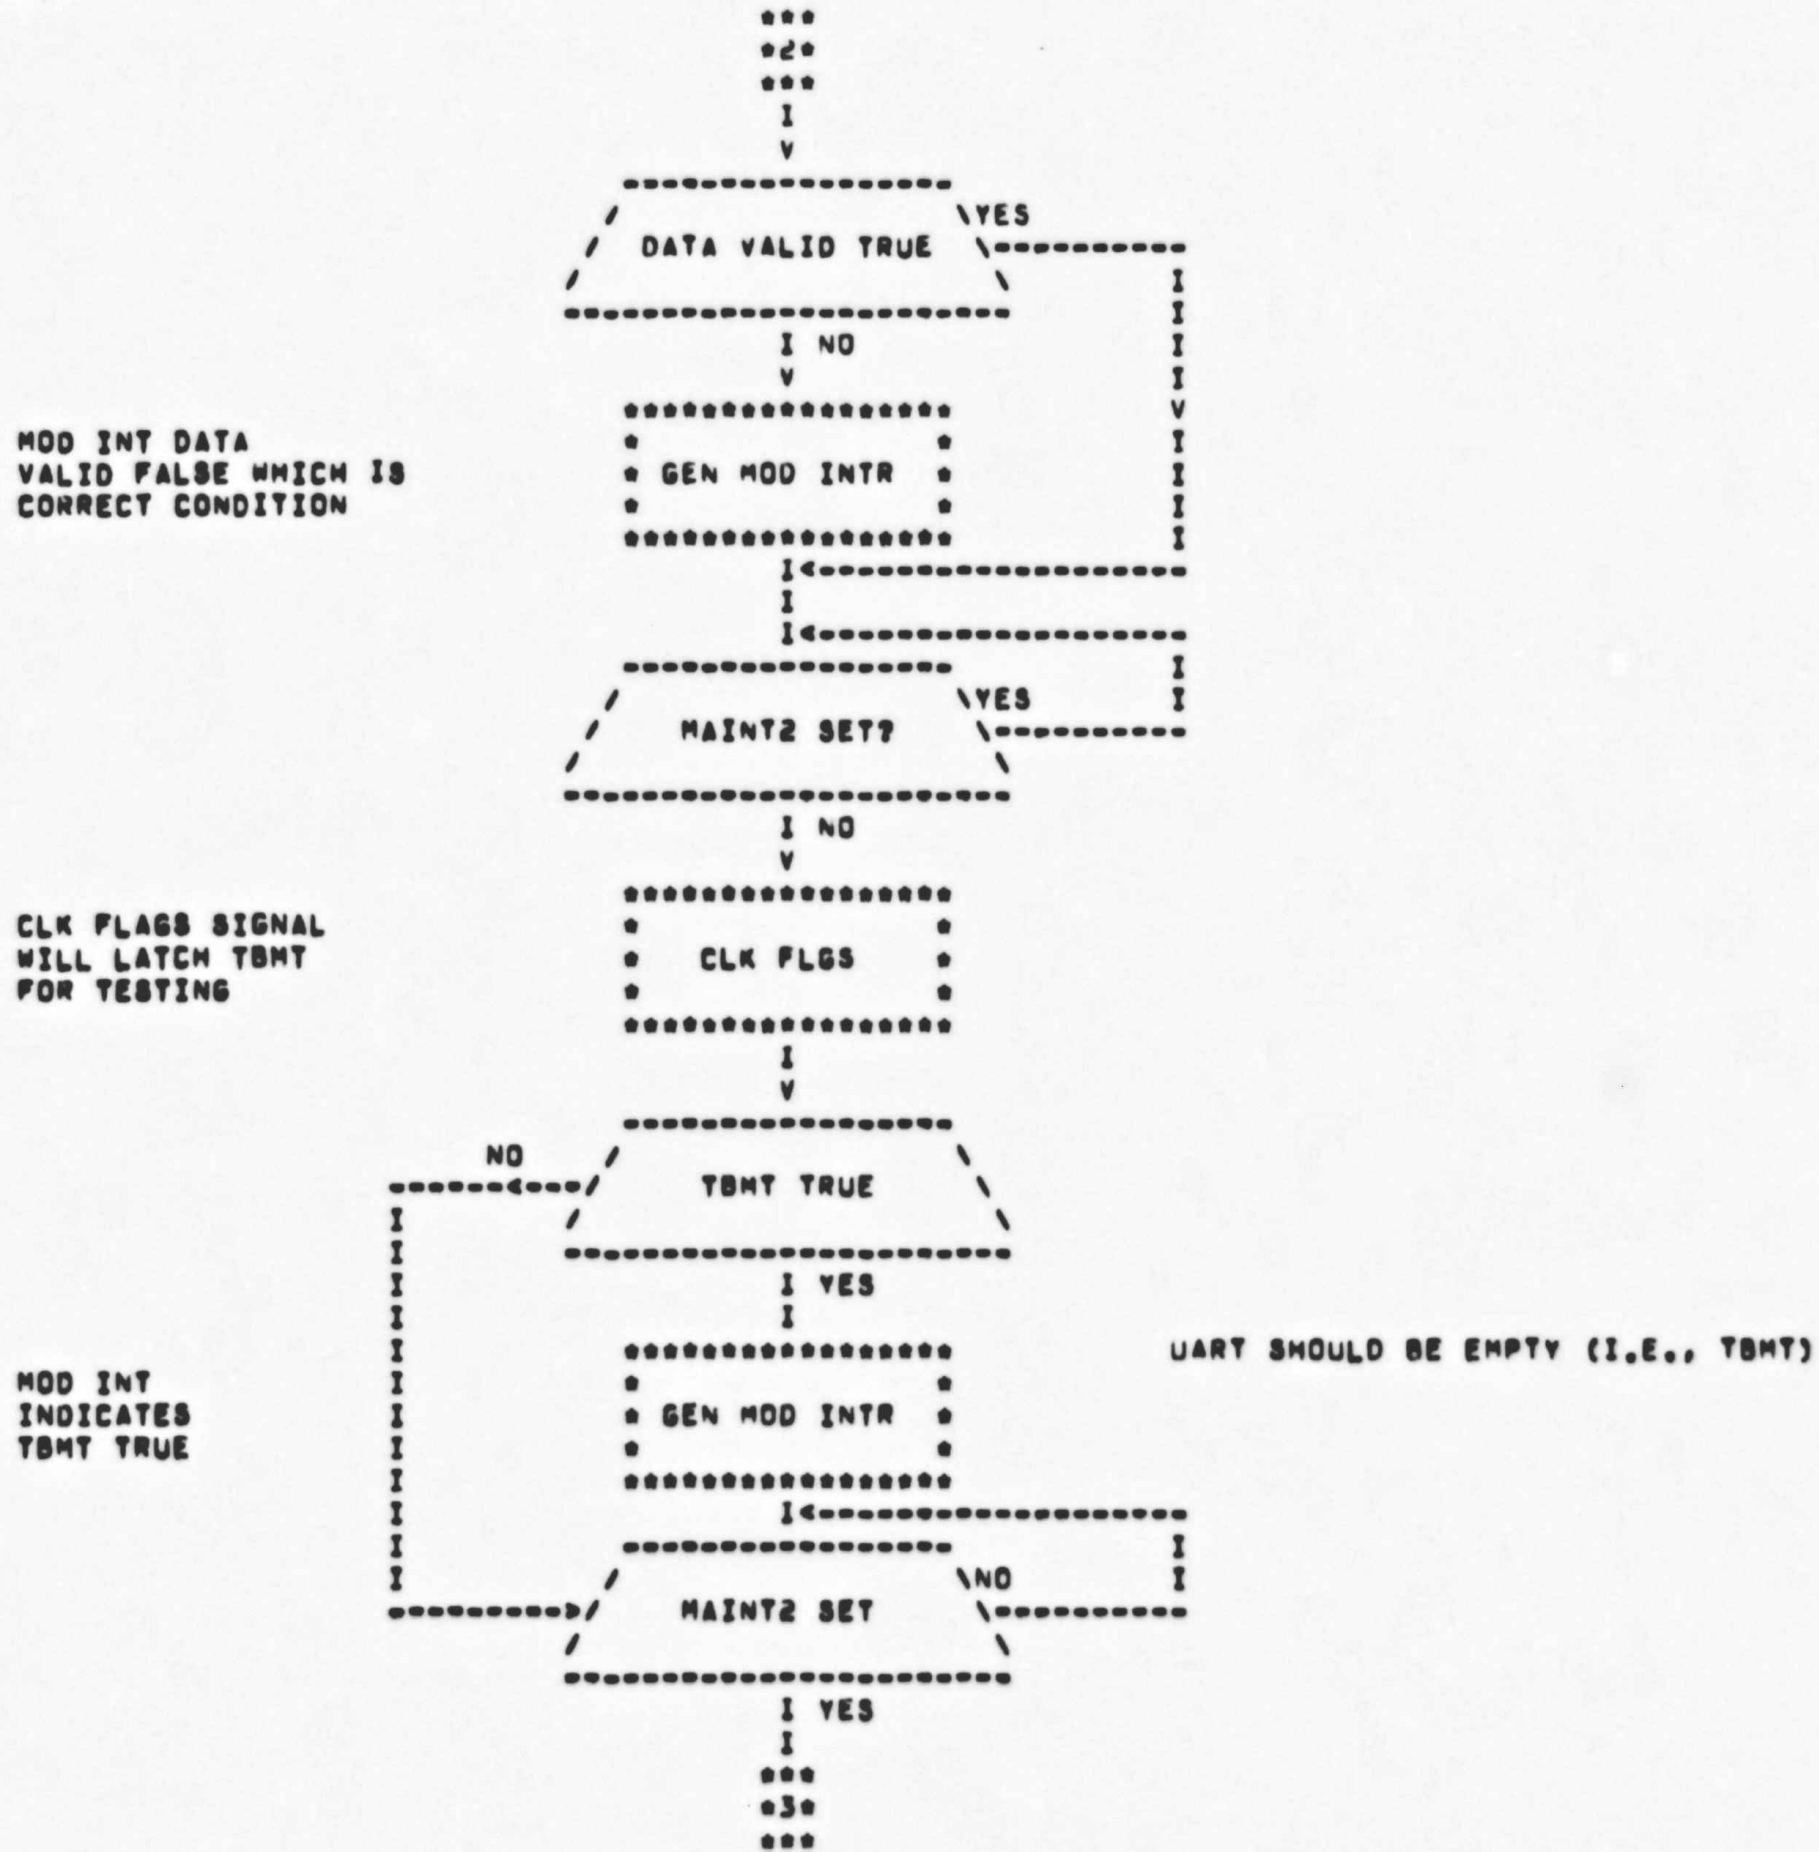 ***
*2*
***
I
V
-----------------
/ \YES
/ DATA VALID TRUE \----------
/ \ I
----------------------- I
I NO I
V I
***************** V
MOD INT DATA * * I
VALID FALSE WHICH IS * GEN MOD INTR * I
CORRECT CONDITION * * I
***************** I
I<-------------------
I
I<-------------------
----------------- I
/ \YES I
/ MAINT2 SET? \----------
/ \
-----------------------
I NO
V
*****************
CLK FLAGS SIGNAL * *
WILL LATCH TBMT * CLK FLGS *
FOR TESTING * *
*****************
I
V
-----------------
NO / \
------<---/ TBMT TRUE \
I / \
I -----------------------
I I YES
I I
I ***************** UART SHOULD BE EMPTY (I.E., TBMT)
MOD INT I * *
INDICATES I * GEN MOD INTR *
TBMT TRUE I * *
I *****************
I I<-------------------
I ----------------- I
I / \NO I
--------->/ MAINT2 SET \----------
/ \
-----------------------
I YES
I
***
*3*
***